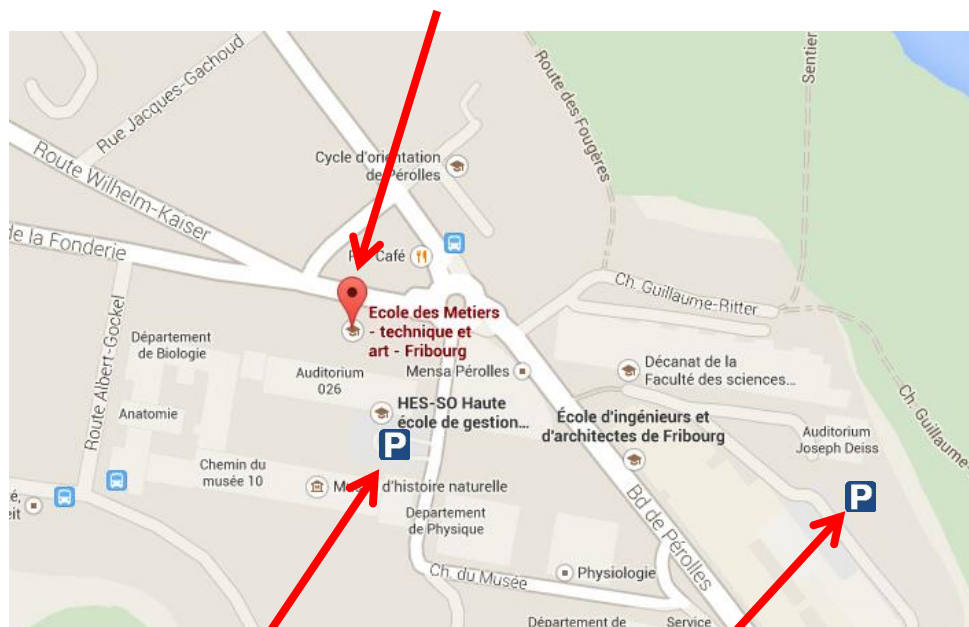 Rue Jacques-Gachoud
Route Wilhelm-Kaiser
de la Fonderie
Cycle d'orientation
de Pérolles
Route des Fougères
Sentier
Café
Ch. Guillaume-Ritter
Ecole des Metiers
- technique et
art - Fribourg
Département
de Biologie
Route Albert-Gockel
Auditorium
026
Mensa Pérolles
Décanat de la
Faculté des sciences...
Ch. Guillaume
HES-SO Haute
école de gestion...
École d'ingénieurs et
d'architectes de Fribourg
Anatomie
Auditorium
Joseph Deiss
P
P
Chemin du
musée 10
d'histoire naturelle
Departement
de Physique
Bd de Pérolles
Ch. du Musée
Physiologie
Département de
Service